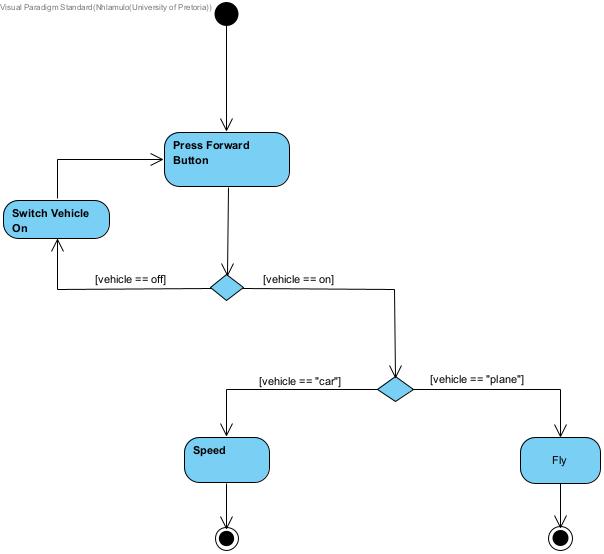 Visual Paradigm Standard(Nhlamulo(University of Pretoria))
Press Forward
Button
Switch Vehicle
On
[vehicle == off]
[vehicle == on]
[vehicle == "car"]
[vehicle == "plane"]
Speed
Fly